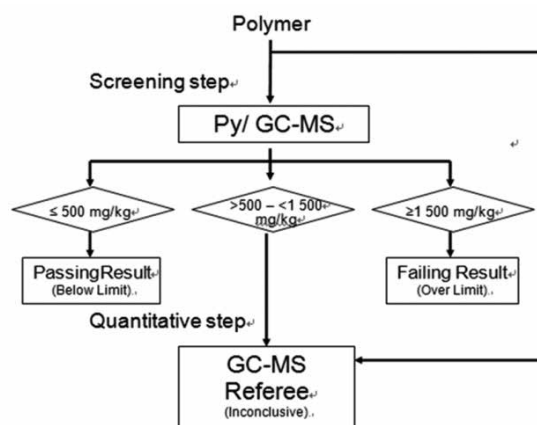 Polymer
Screening step↵
Py/ GC-MS↵
↵
≤ 500 mg/kg↵
>500 – <1 500↵
mg/kg↵
≥1 500 mg/kg↵
PassingResult↵
(Below Limit).↵
Failing Result↵
(Over Limit).↵
Quantitative step↵
GC-MS
Referee↵
(Inconclusive).↵